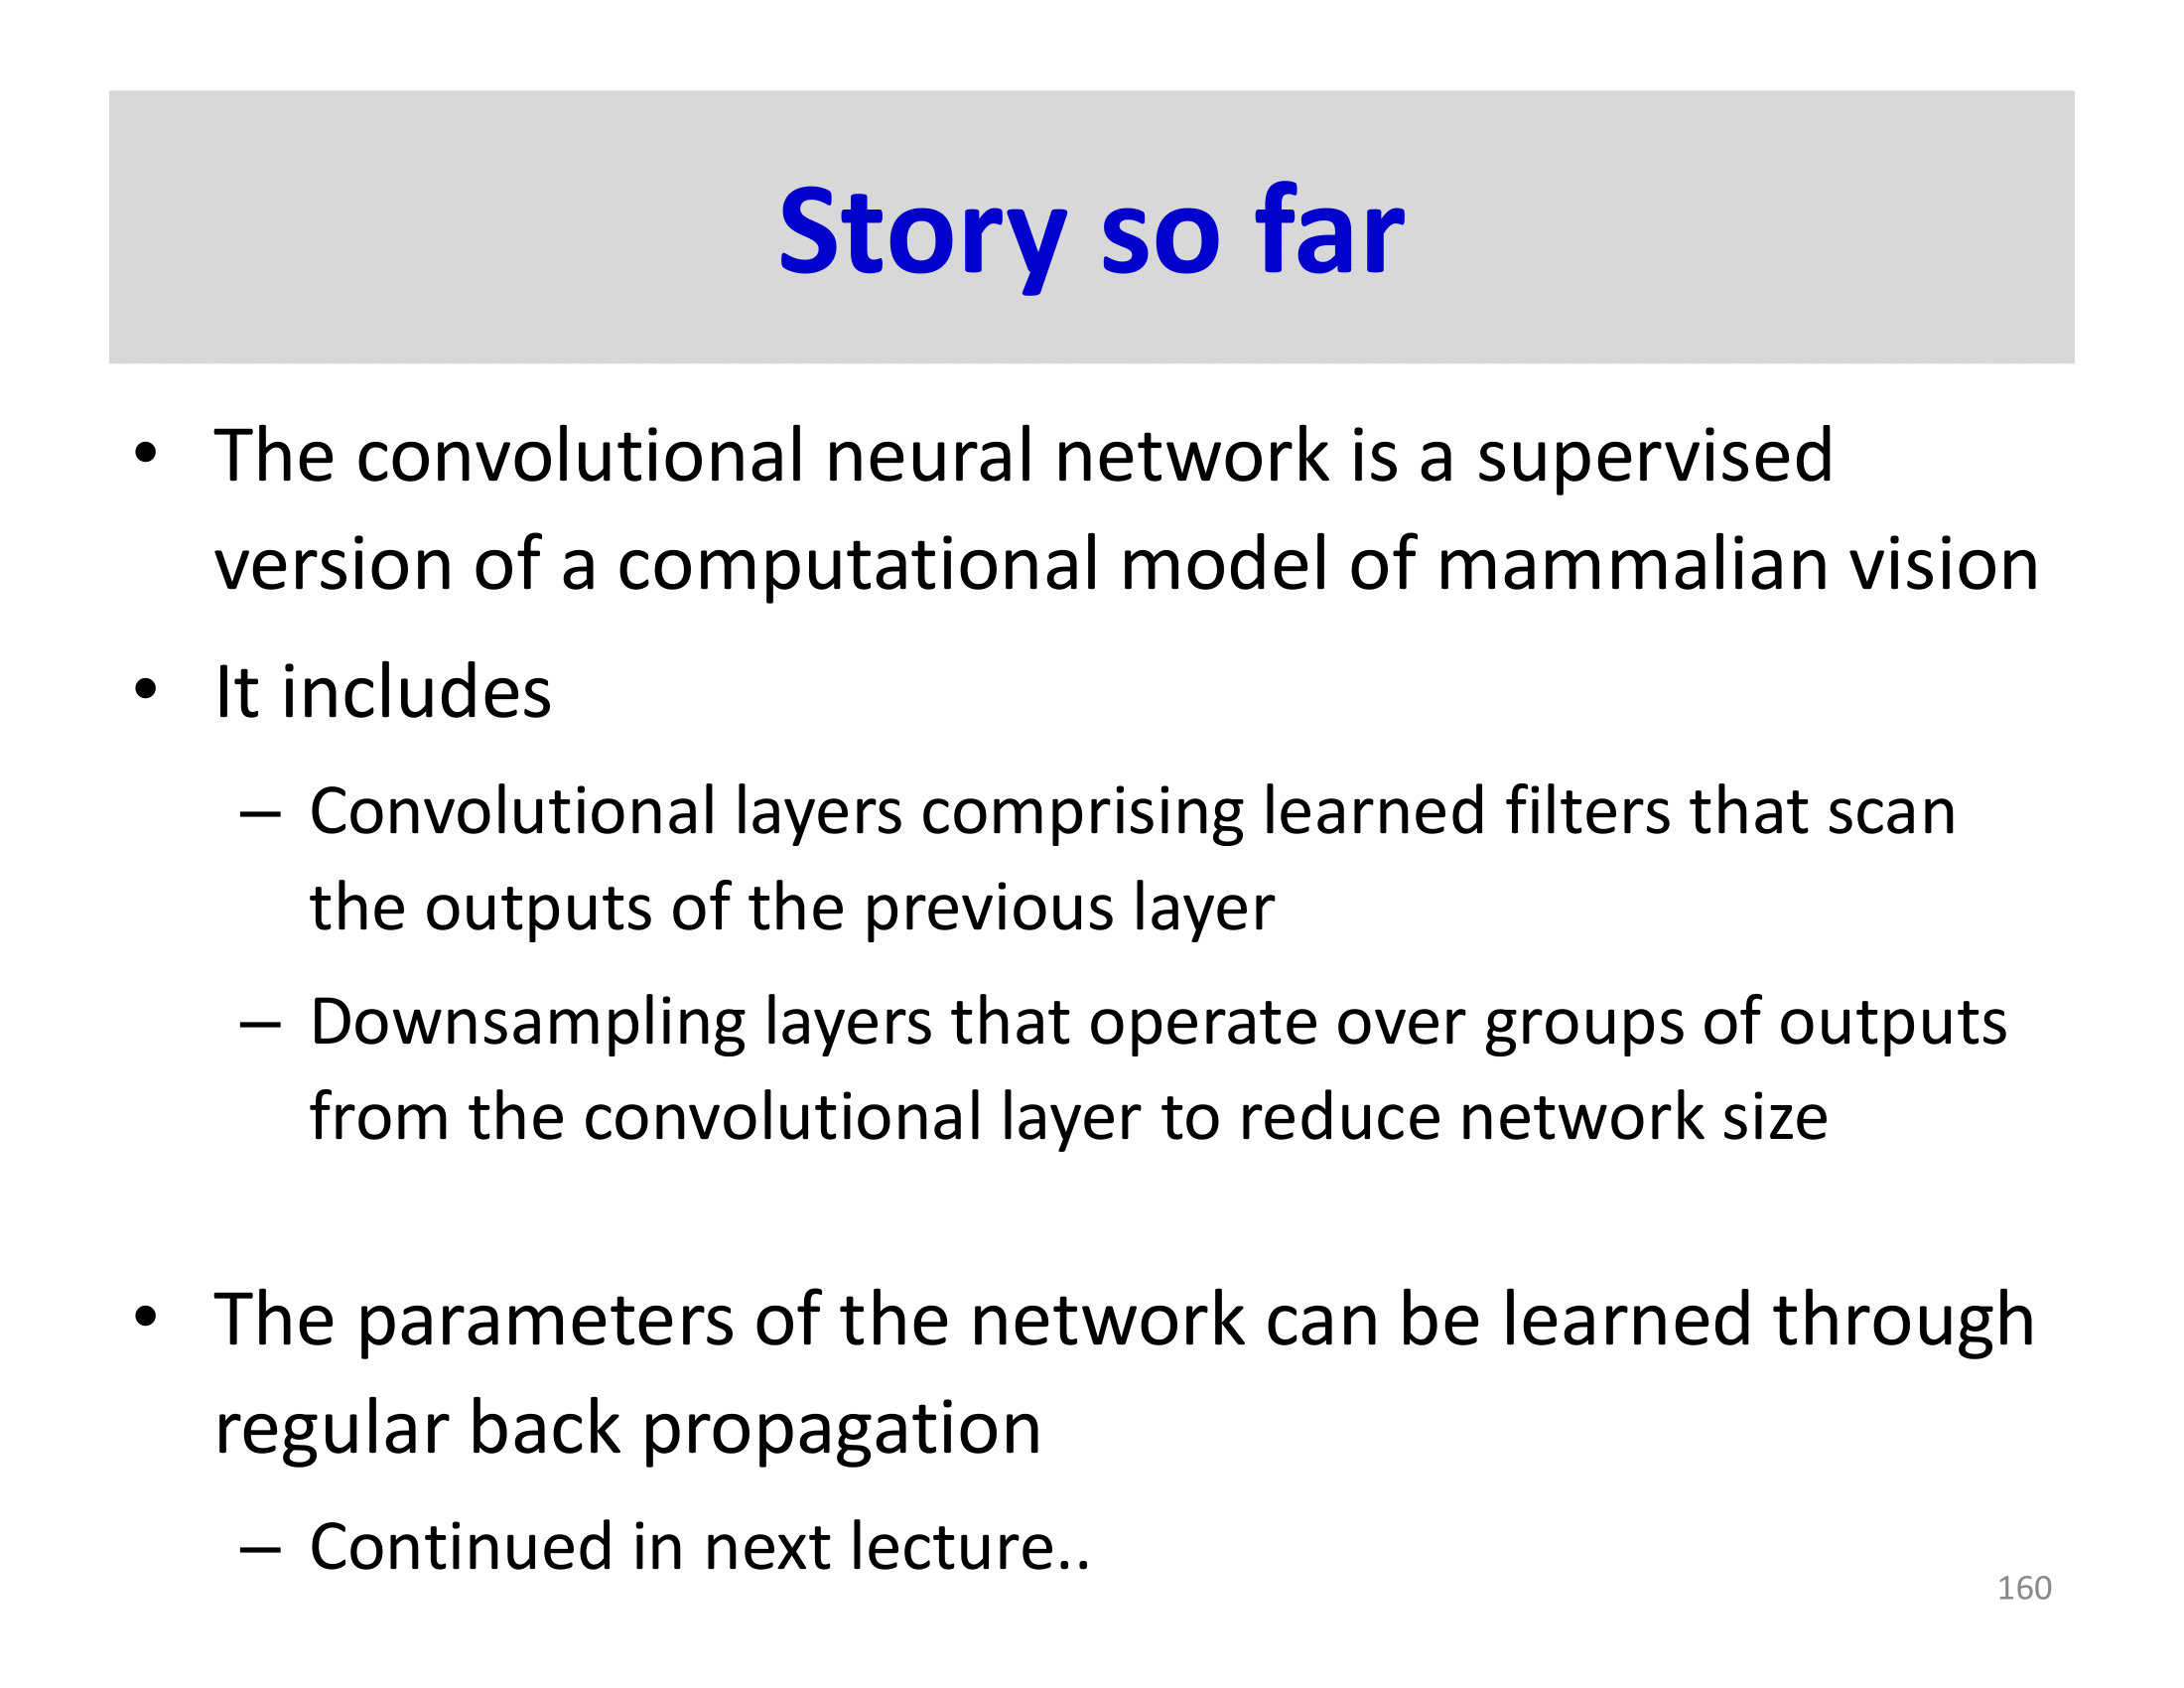 Story so far
• The convolutional neural network is a supervised
version of a computational model of mammalian vision
• It includes
– Convolutional layers comprising learned filters that scan
the outputs of the previous layer
– Downsampling layers that operate over groups of outputs
from the convolutional layer to reduce network size
• The parameters of the network can be learned through
regular back propagation
– Continued in next lecture..
160